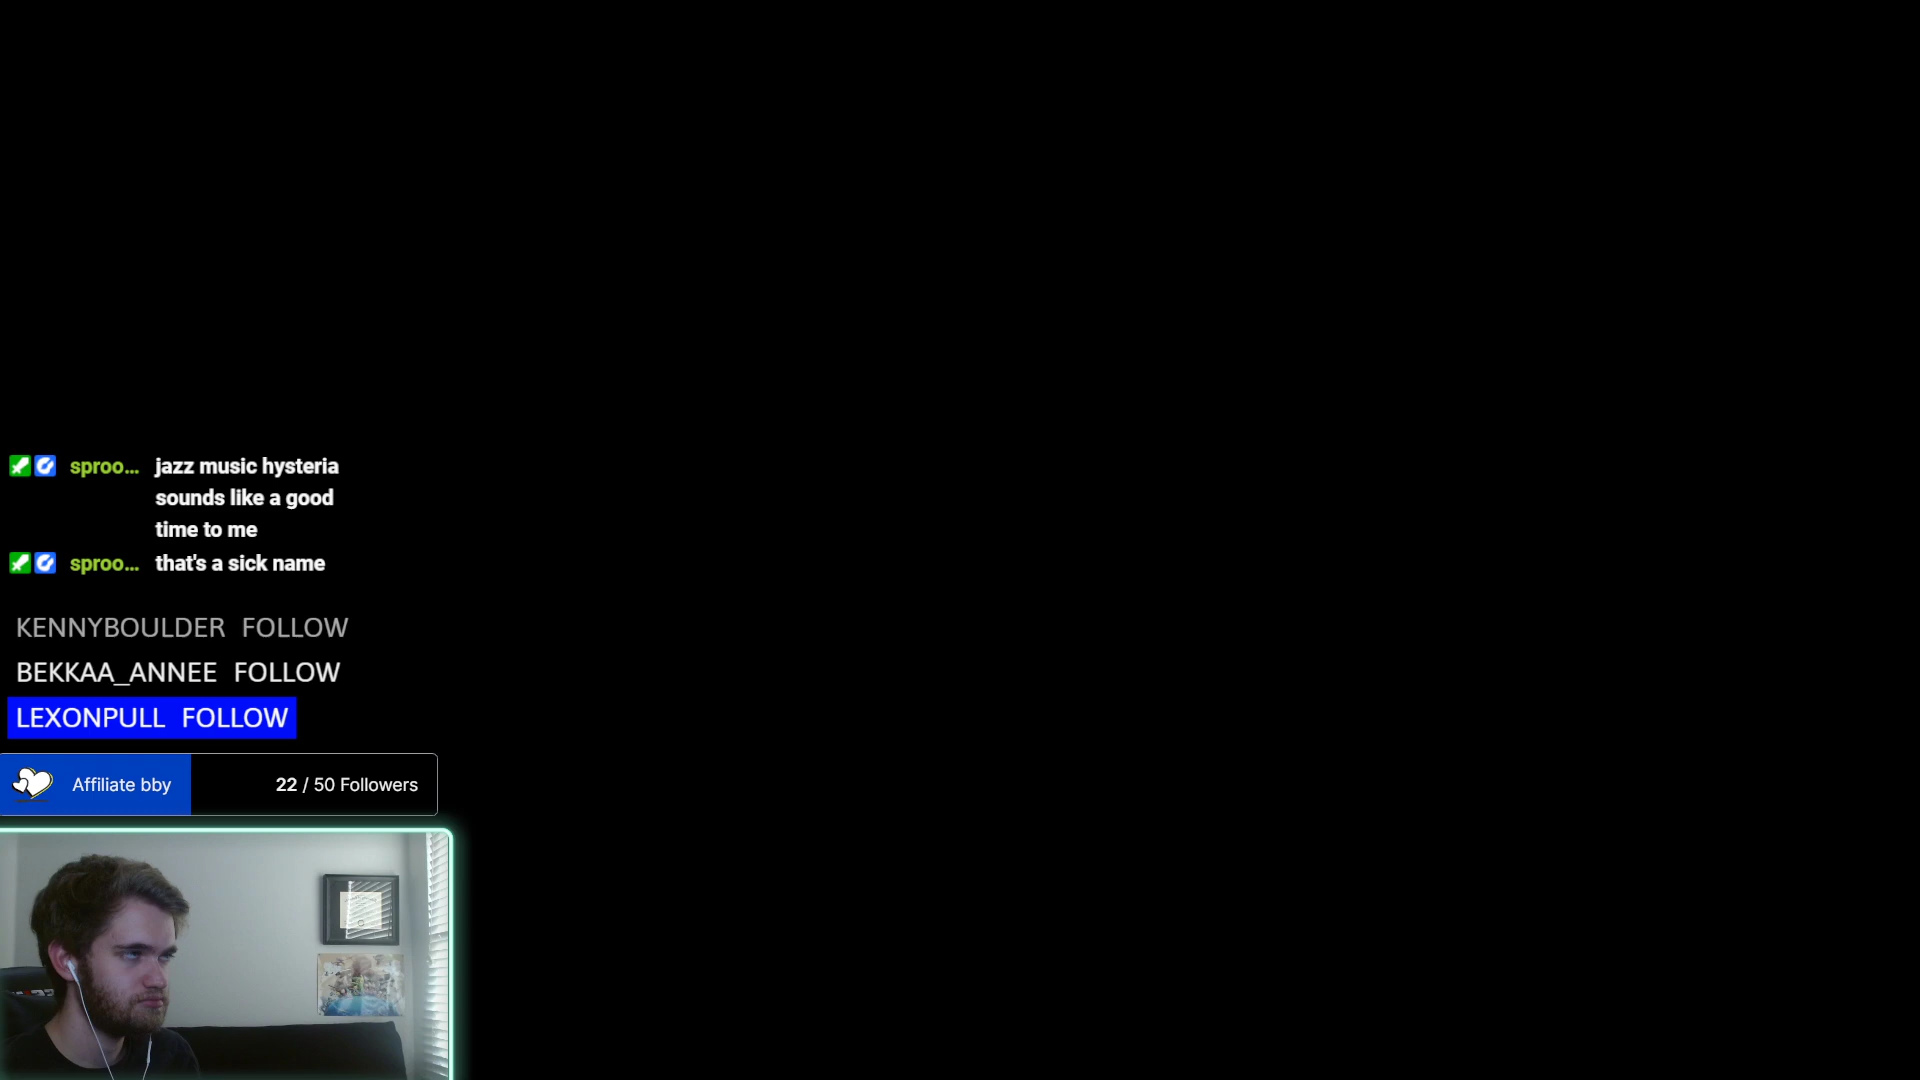 sproo... jazz music hysteria
sounds like a good
time to me
sproo... that's a sick name
KENNYBOULDER FOLLOW
BEKKAA_ANNEE FOLLOW
LEXONPULL FOLLOW
Affiliate bby 22 / 50 Followers